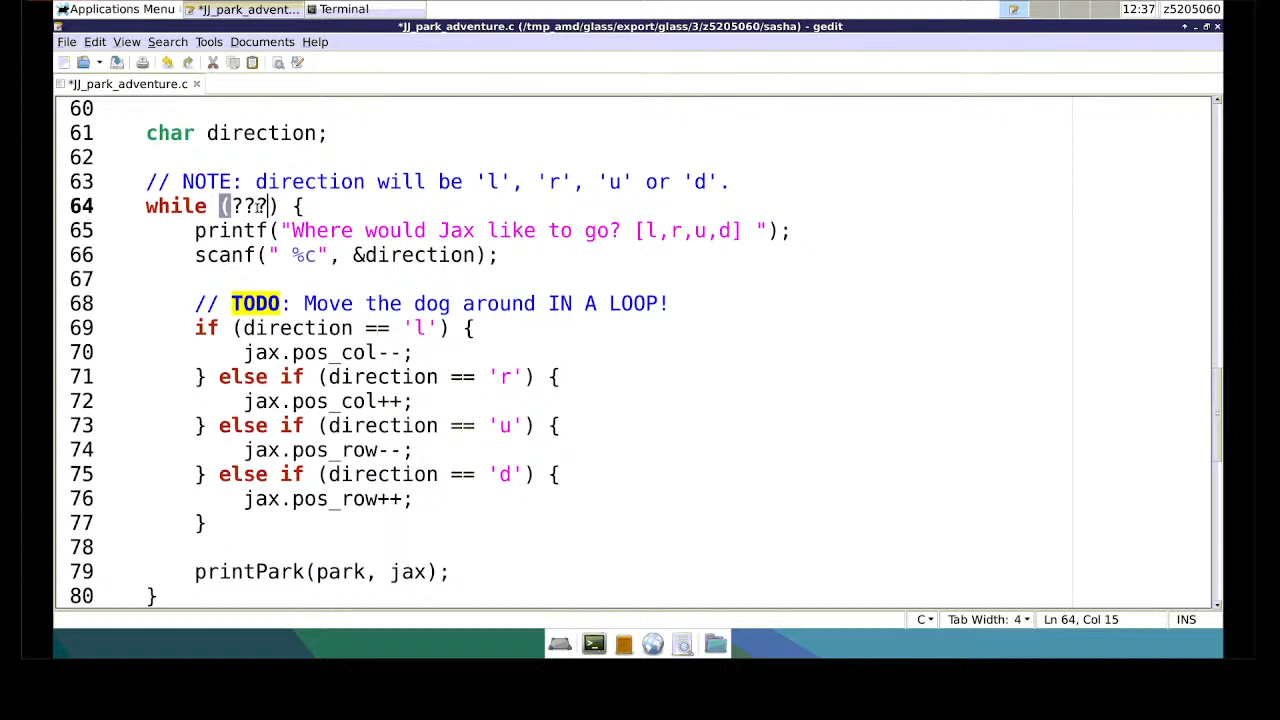 Applications Menu *JJ_park_advent... Terminal 12:37 z5205060
*JJ_park_adventure.c (/tmp_amd/glass/export/glass/3/z5205060/sasha) - gedit
File Edit View Search Tools Documents Help
*JJ_park_adventure.c
60
61 char direction;
62
63 // NOTE: direction will be 'l', 'r', 'u' or 'd'.
64 while (???) {
65 printf("Where would Jax like to go? [l,r,u,d] ");
66 scanf(" %c", &direction);
67
68 // TODO: Move the dog around IN A LOOP!
69 if (direction == 'l') {
70 jax.pos_col--;
71 } else if (direction == 'r') {
72 jax.pos_col++;
73 } else if (direction == 'u') {
74 jax.pos_row--;
75 } else if (direction == 'd') {
76 jax.pos_row++;
77 }
78
79 printPark(park, jax);
80 }
C Tab Width: 4 Ln 64, Col 15 INS